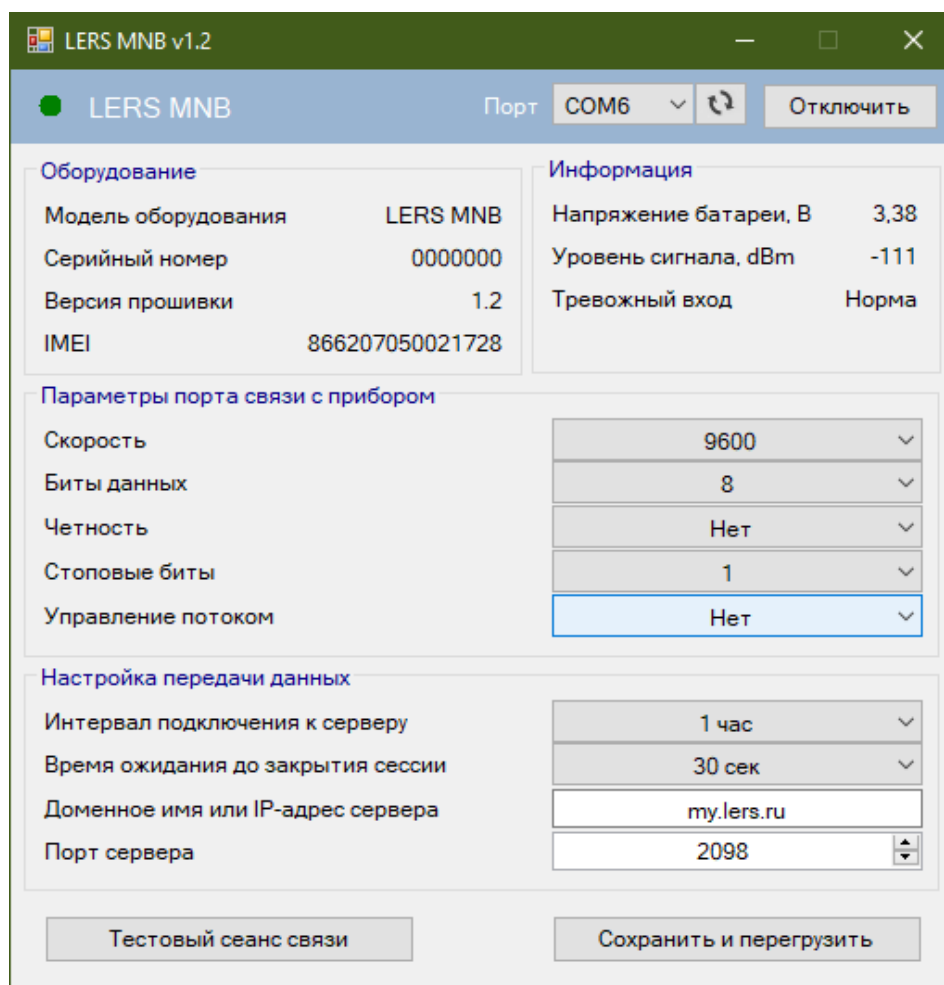 LERS MNB v1.2
LERS MNB Порт COM6 Отключить
Оборудование
Модель оборудования LERS MNB
Серийный номер 0000000
Версия прошивки 1.2
IMEI 866207050021728
Информация
Напряжение батареи, В 3,38
Уровень сигнала, dBm -111
Тревожный вход Норма
Параметры порта связи с прибором
Скорость 9600
Биты данных 8
Четность Нет
Стоповые биты 1
Управление потоком Нет
Настройка передачи данных
Интервал подключения к серверу 1 час
Время ожидания до закрытия сессии 30 сек
Доменное имя или IP-адрес сервера my.lers.ru
Порт сервера 2098
Тестовый сеанс связи Сохранить и перегрузить